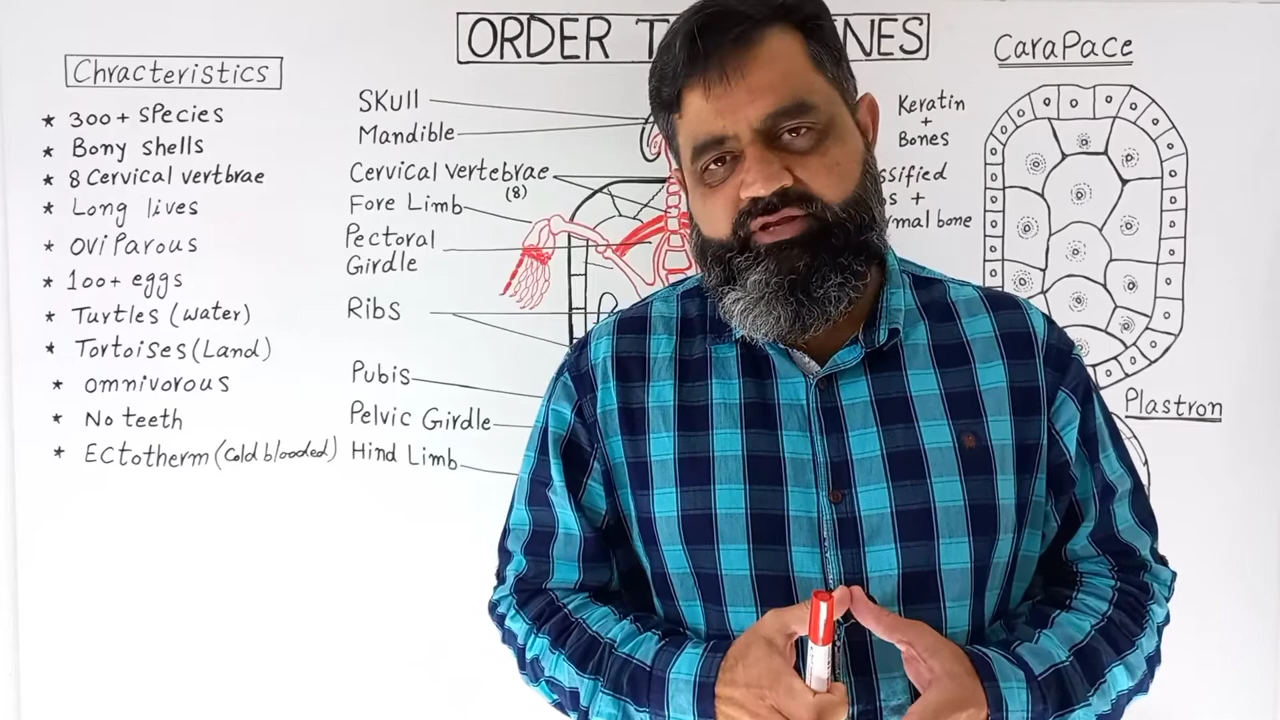 ORDER T NES
Chracteristics
* 300+ species
* Bony shells
* 8 Cervical vertbrae
* Long lives
* Oviparous
* 100+ eggs
* Turtles (water)
* Tortoises (Land)
* omnivorous
* No teeth
* Ectotherm (Cold blooded)
Skull
Mandible
Cervical vertebrae
(8)
Fore Limb
Pectoral
Girdle
Ribs
Pubis
Pelvic Girdle
Hind Limb
CaraPace
Keratin
+
Bones
ssified
s +
mal bone
Plastron